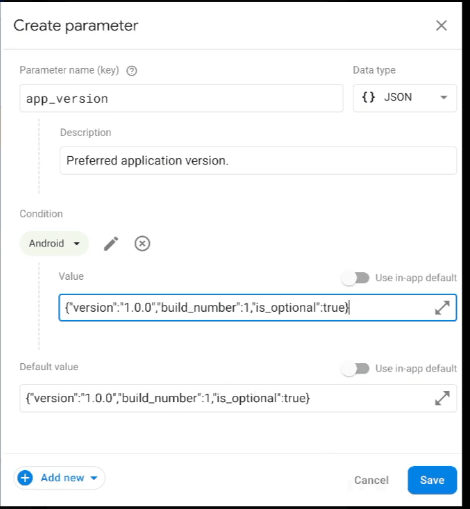 Create parameter
Parameter name (key)
Data type
app_version
{} JSON
Description
Preferred application version.
Condition
Android
Value
Use in-app default
{"version":"1.0.0","build_number":1,"is_optional":true}
Default value
Use in-app default
{"version":"1.0.0","build_number":1,"is_optional":true}
Add new
Cancel
Save